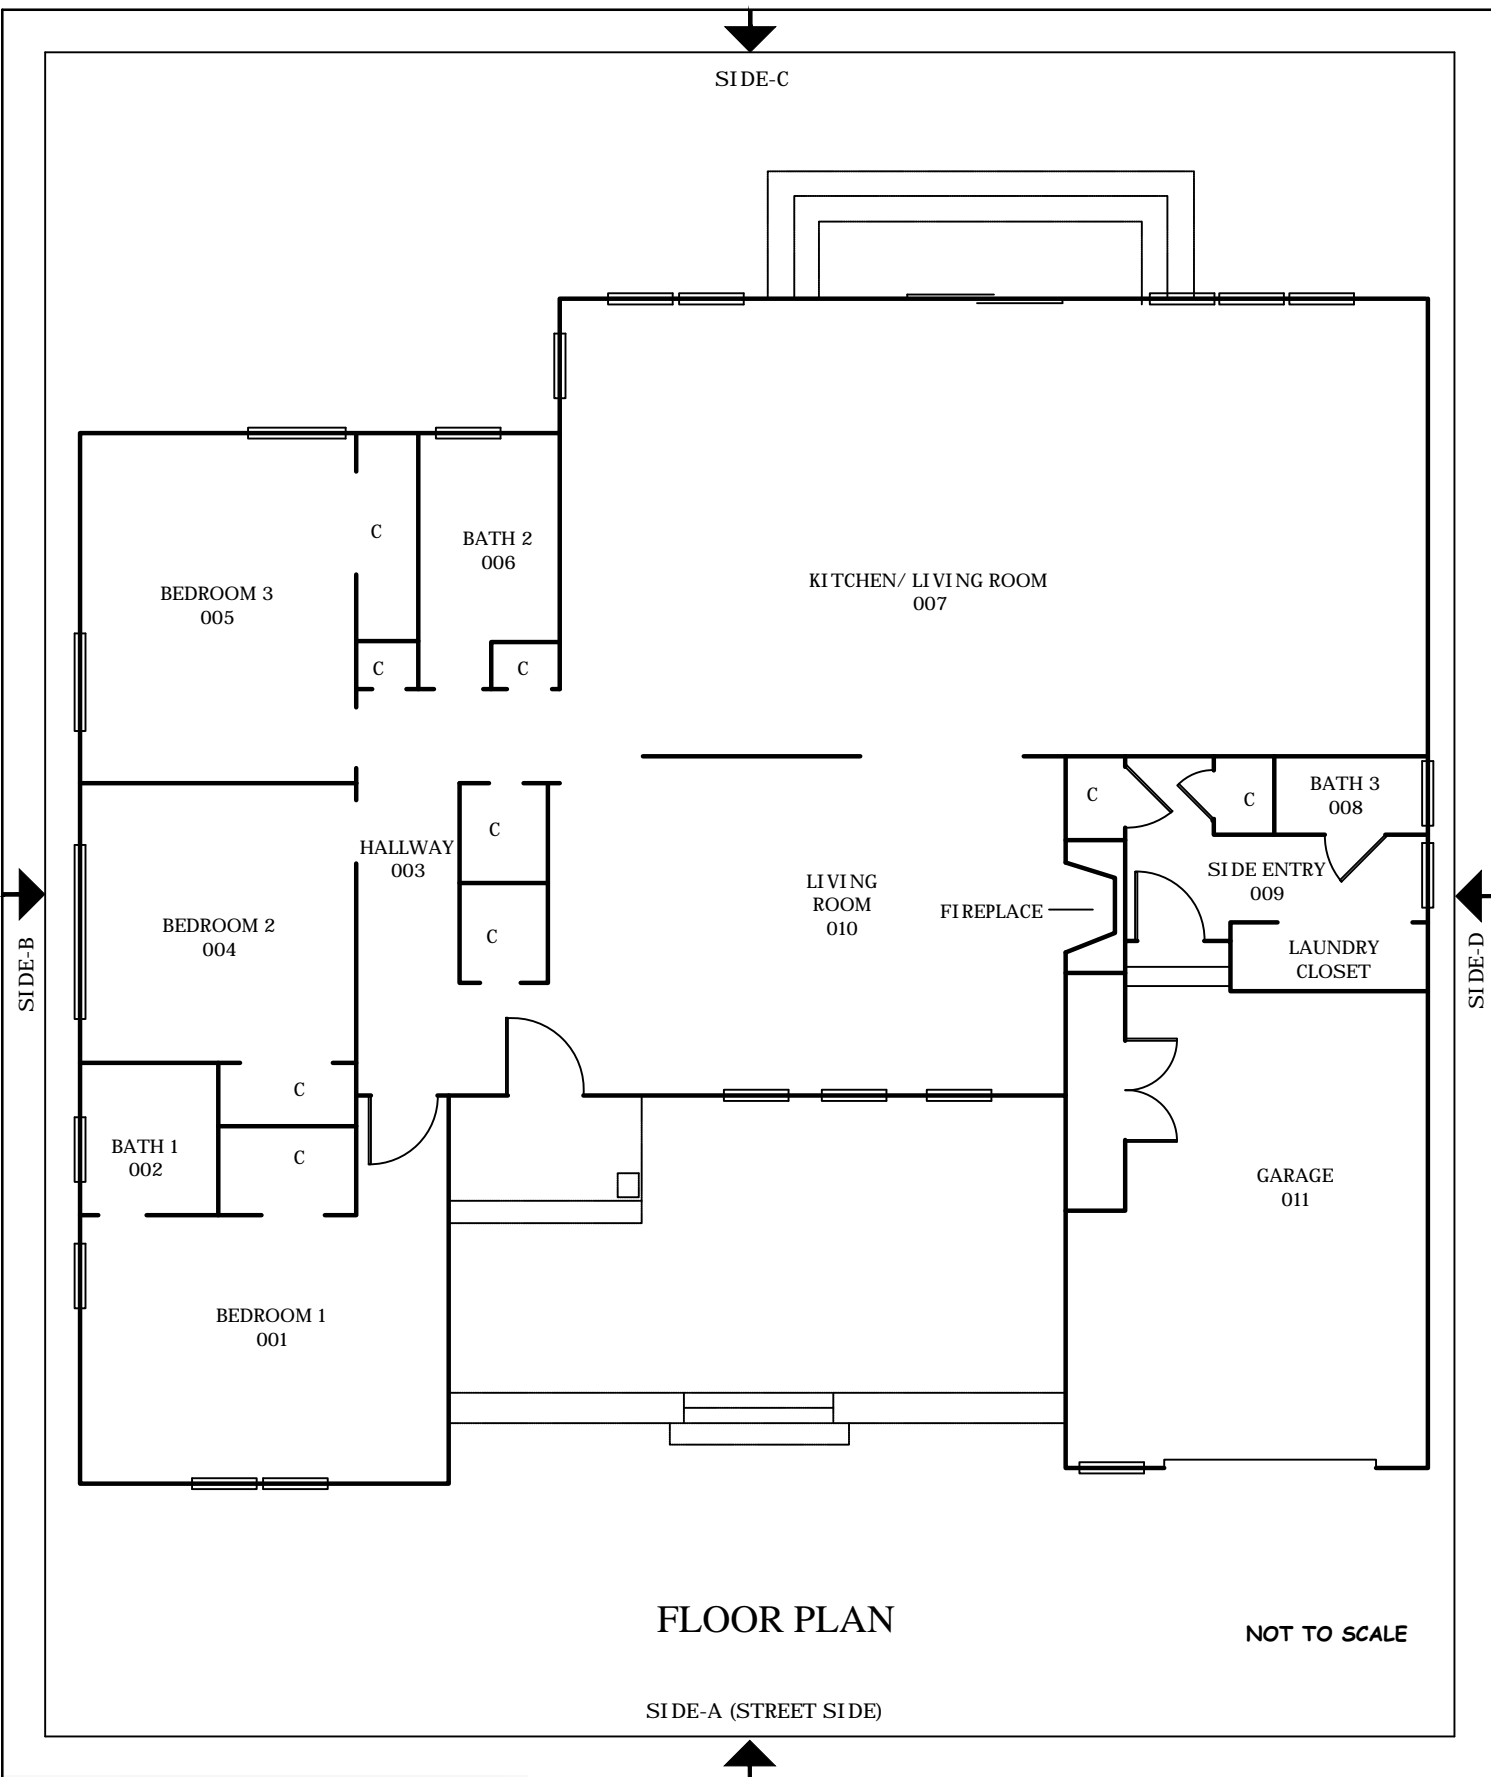 SIDE-C
C
BATH 2
006
BEDROOM 3
005
KITCHEN/ LIVING ROOM
007
C
C
C
C
BATH 3
008
C
HALLWAY
003
LIVING
ROOM
010
SIDE ENTRY
009
FIREPLACE
BEDROOM 2
004
C
LAUNDRY
CLOSET
SIDE-B
SIDE-D
C
BATH 1
002
C
GARAGE
011
BEDROOM 1
001
FLOOR PLAN
NOT TO SCALE
SIDE-A (STREET SIDE)